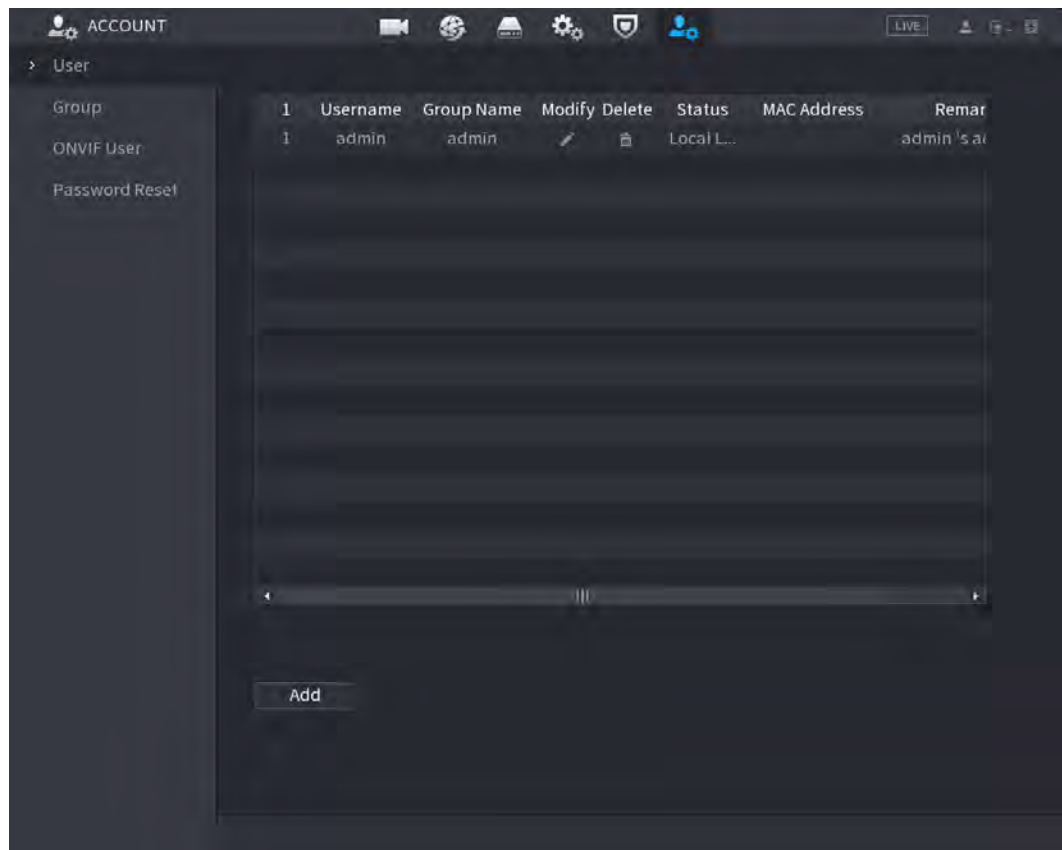 ACCOUNT LIVE
User
Group
ONVIF User
Password Reset
1 Username Group Name Modify Delete Status MAC Address Remar
1 admin admin Local L... admin 's a
Add